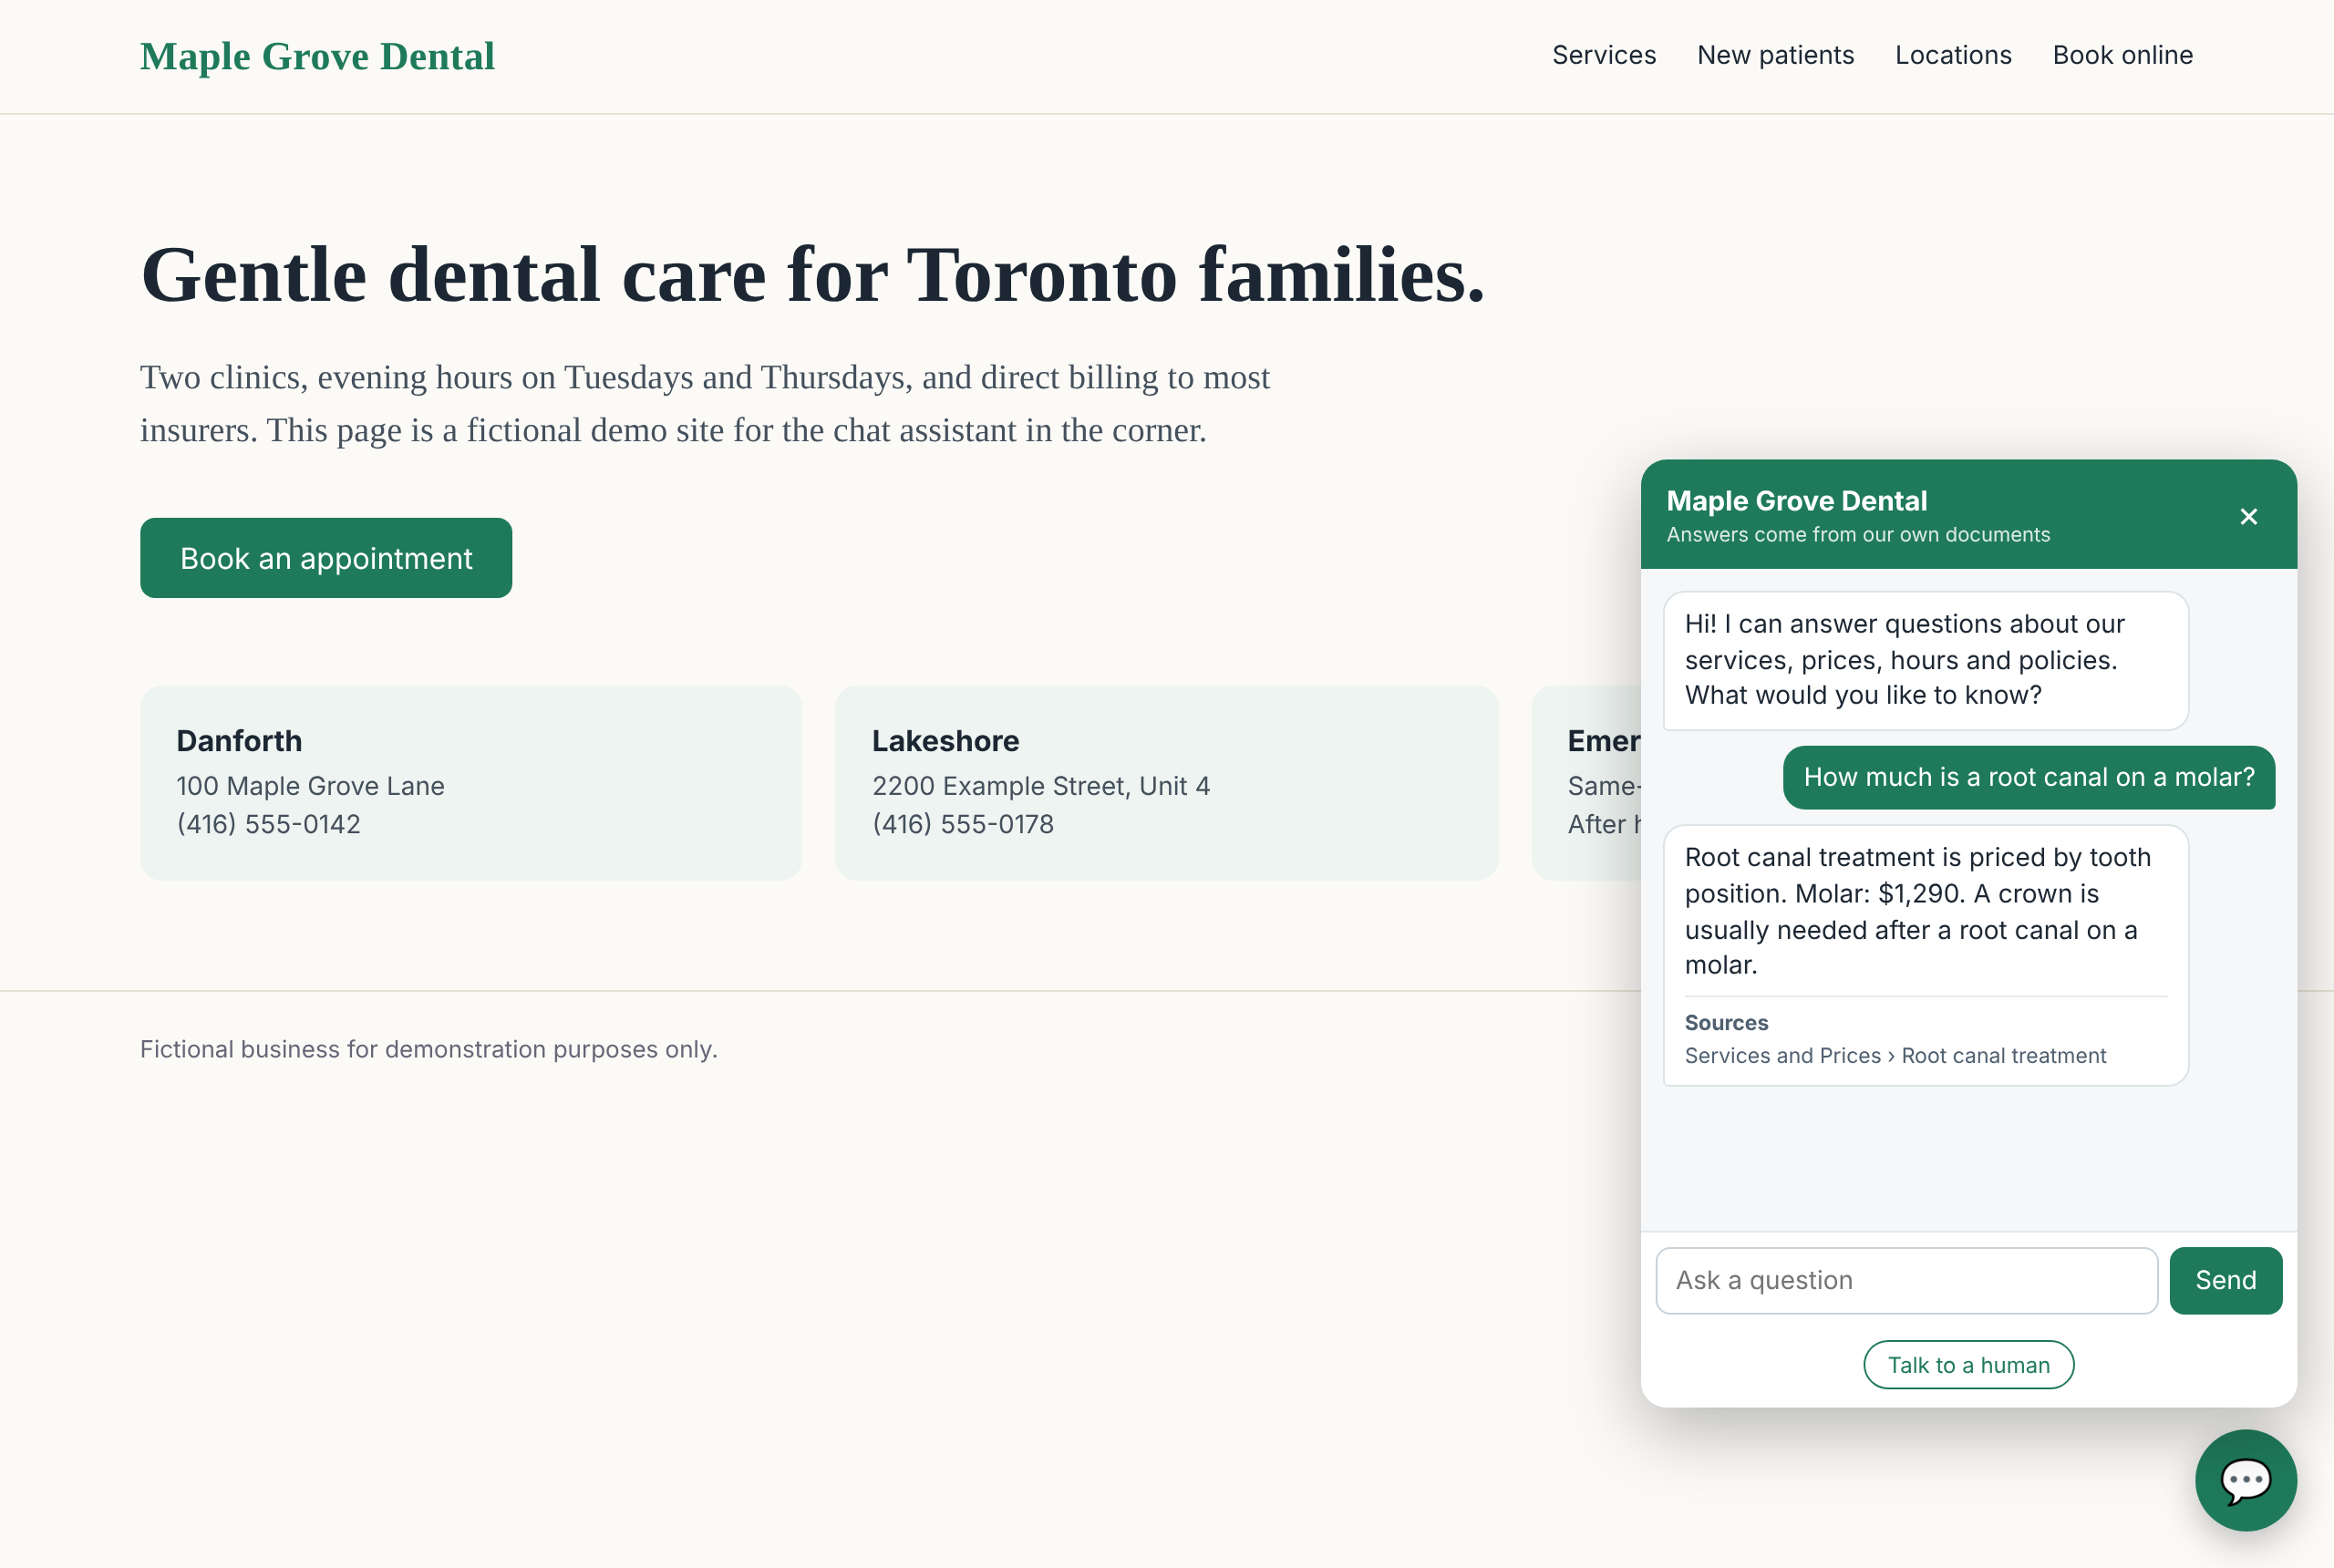 Maple Grove Dental
Services
New patients
Locations
Book online
Gentle dental care for Toronto families.
Two clinics, evening hours on Tuesdays and Thursdays, and direct billing to most
insurers. This page is a fictional demo site for the chat assistant in the corner.
Book an appointment
Danforth
100 Maple Grove Lane
(416) 555-0142
Lakeshore
2200 Example Street, Unit 4
(416) 555-0178
Same-
After
Fictional business for demonstration purposes only.
Maple Grove Dental
Answers come from our own documents
×
Hi! I can answer questions about our
services, prices, hours and policies.
What would you like to know?
How much is a root canal on a molar?
Root canal treatment is priced by tooth
position. Molar: $1,290. A crown is
usually needed after a root canal on a
molar.
Sources
Services and Prices › Root canal treatment
Ask a question
Send
Talk to a human